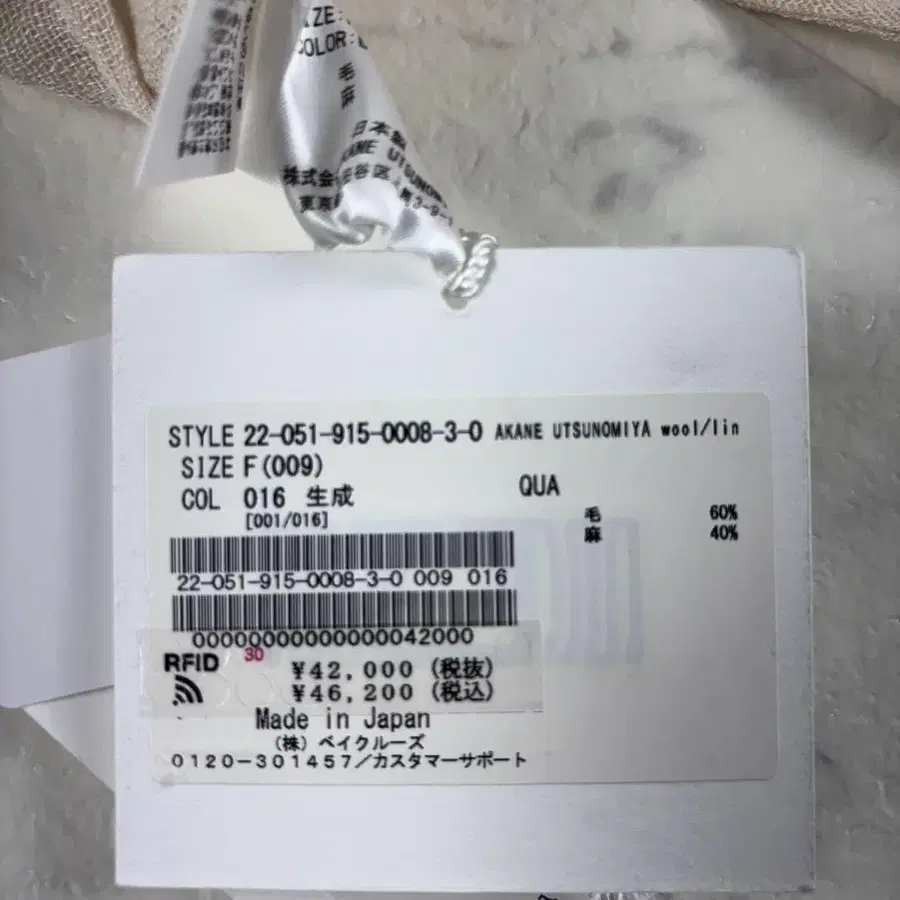 COLOR:
毛
麻
日本製
AKANE UTSUNOM
株式会
東京
STYLE 22-051-915-0008-3-0 AKANE UTSUNOMIYA wool/lin
SIZE F(009)
COL 016 生成
QUA
[001/016]
毛 60%
麻 40%
22-051-915-0008-3-0 009 016
00000000000000042000
RFID 30
¥42,000 (税抜)
¥46,200 (税込)
Made in Japan
(株) ベイクルーズ
0120-301457/カスタマーサポート